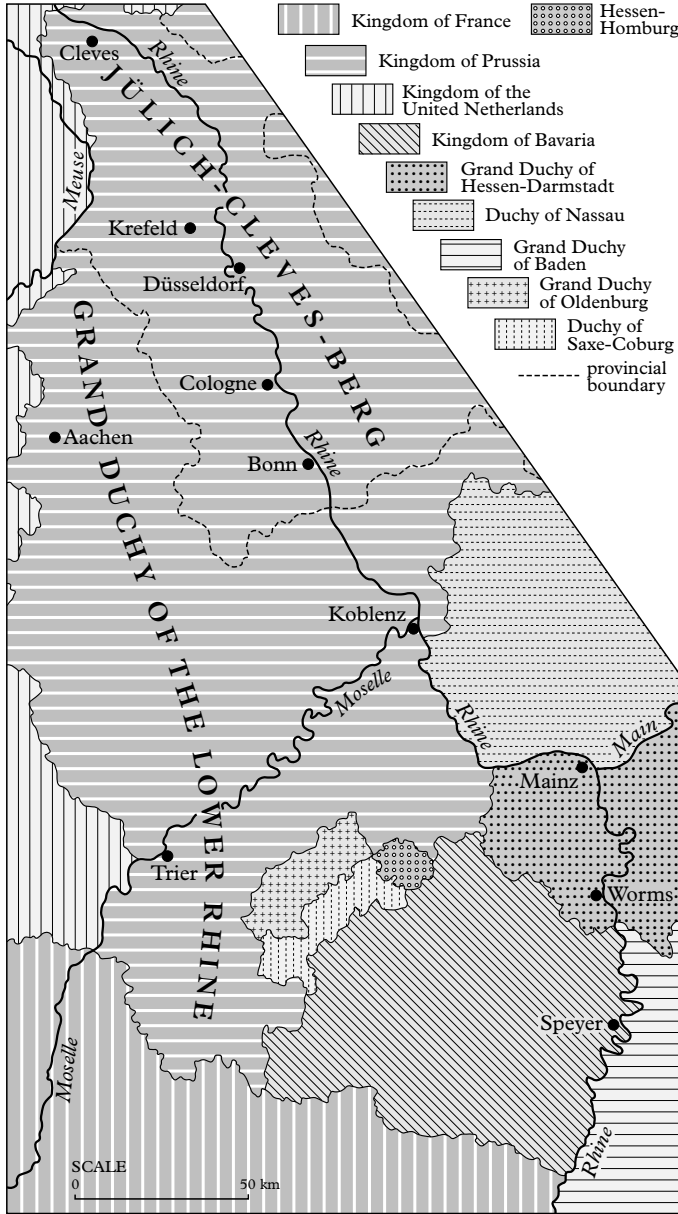 Kingdom of France
Hessen-
Homburg
Kingdom of Prussia
Kingdom of the
United Netherlands
Kingdom of Bavaria
Grand Duchy of
Hessen-Darmstadt
Duchy of Nassau
Grand Duchy
of Baden
Grand Duchy
of Oldenburg
Duchy of
Saxe-Coburg
provincial
boundary
Cleves
Rhine
JÜLICH-CLEVES-BERG
Meuse
Krefeld
Düsseldorf
GRAND DUCHY OF THE LOWER RHINE
Cologne
Aachen
Rhine
Bonn
Koblenz
Moselle
Rhine
Main
Mainz
Trier
Worms
Speyer
Moselle
Rhine
SCALE
0 50 km